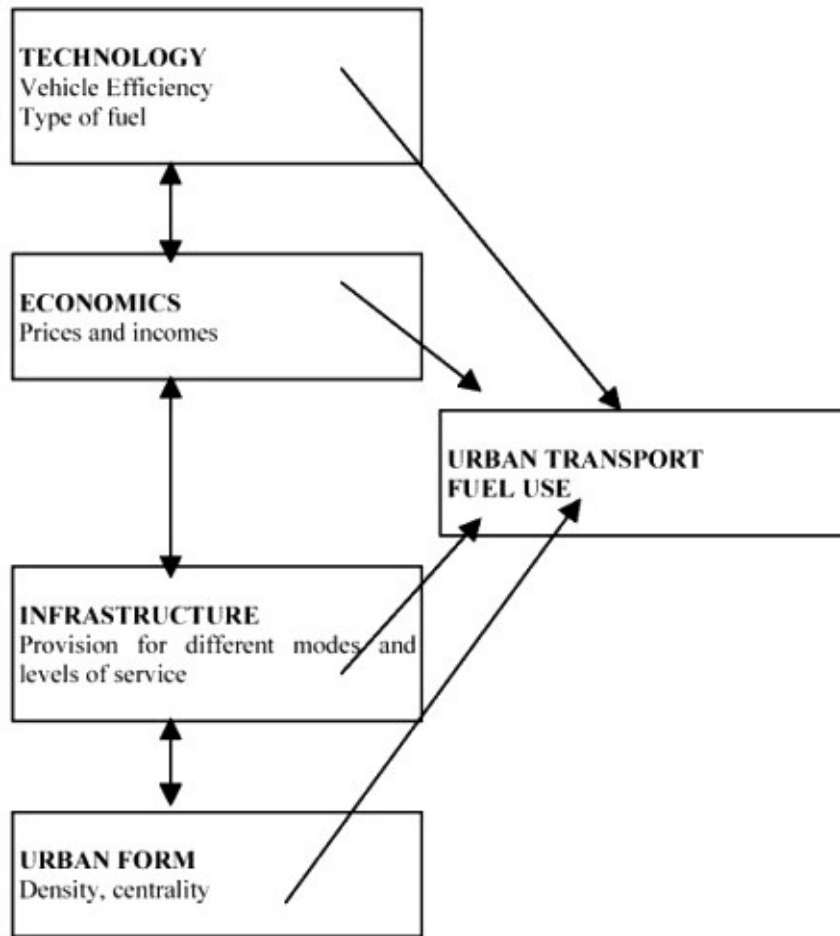 TECHNOLOGY
Vehicle Efficiency
Type of fuel
ECONOMICS
Prices and incomes
URBAN TRANSPORT
FUEL USE
INFRASTRUCTURE
Provision for different modes and
levels of service
URBAN FORM
Density, centrality